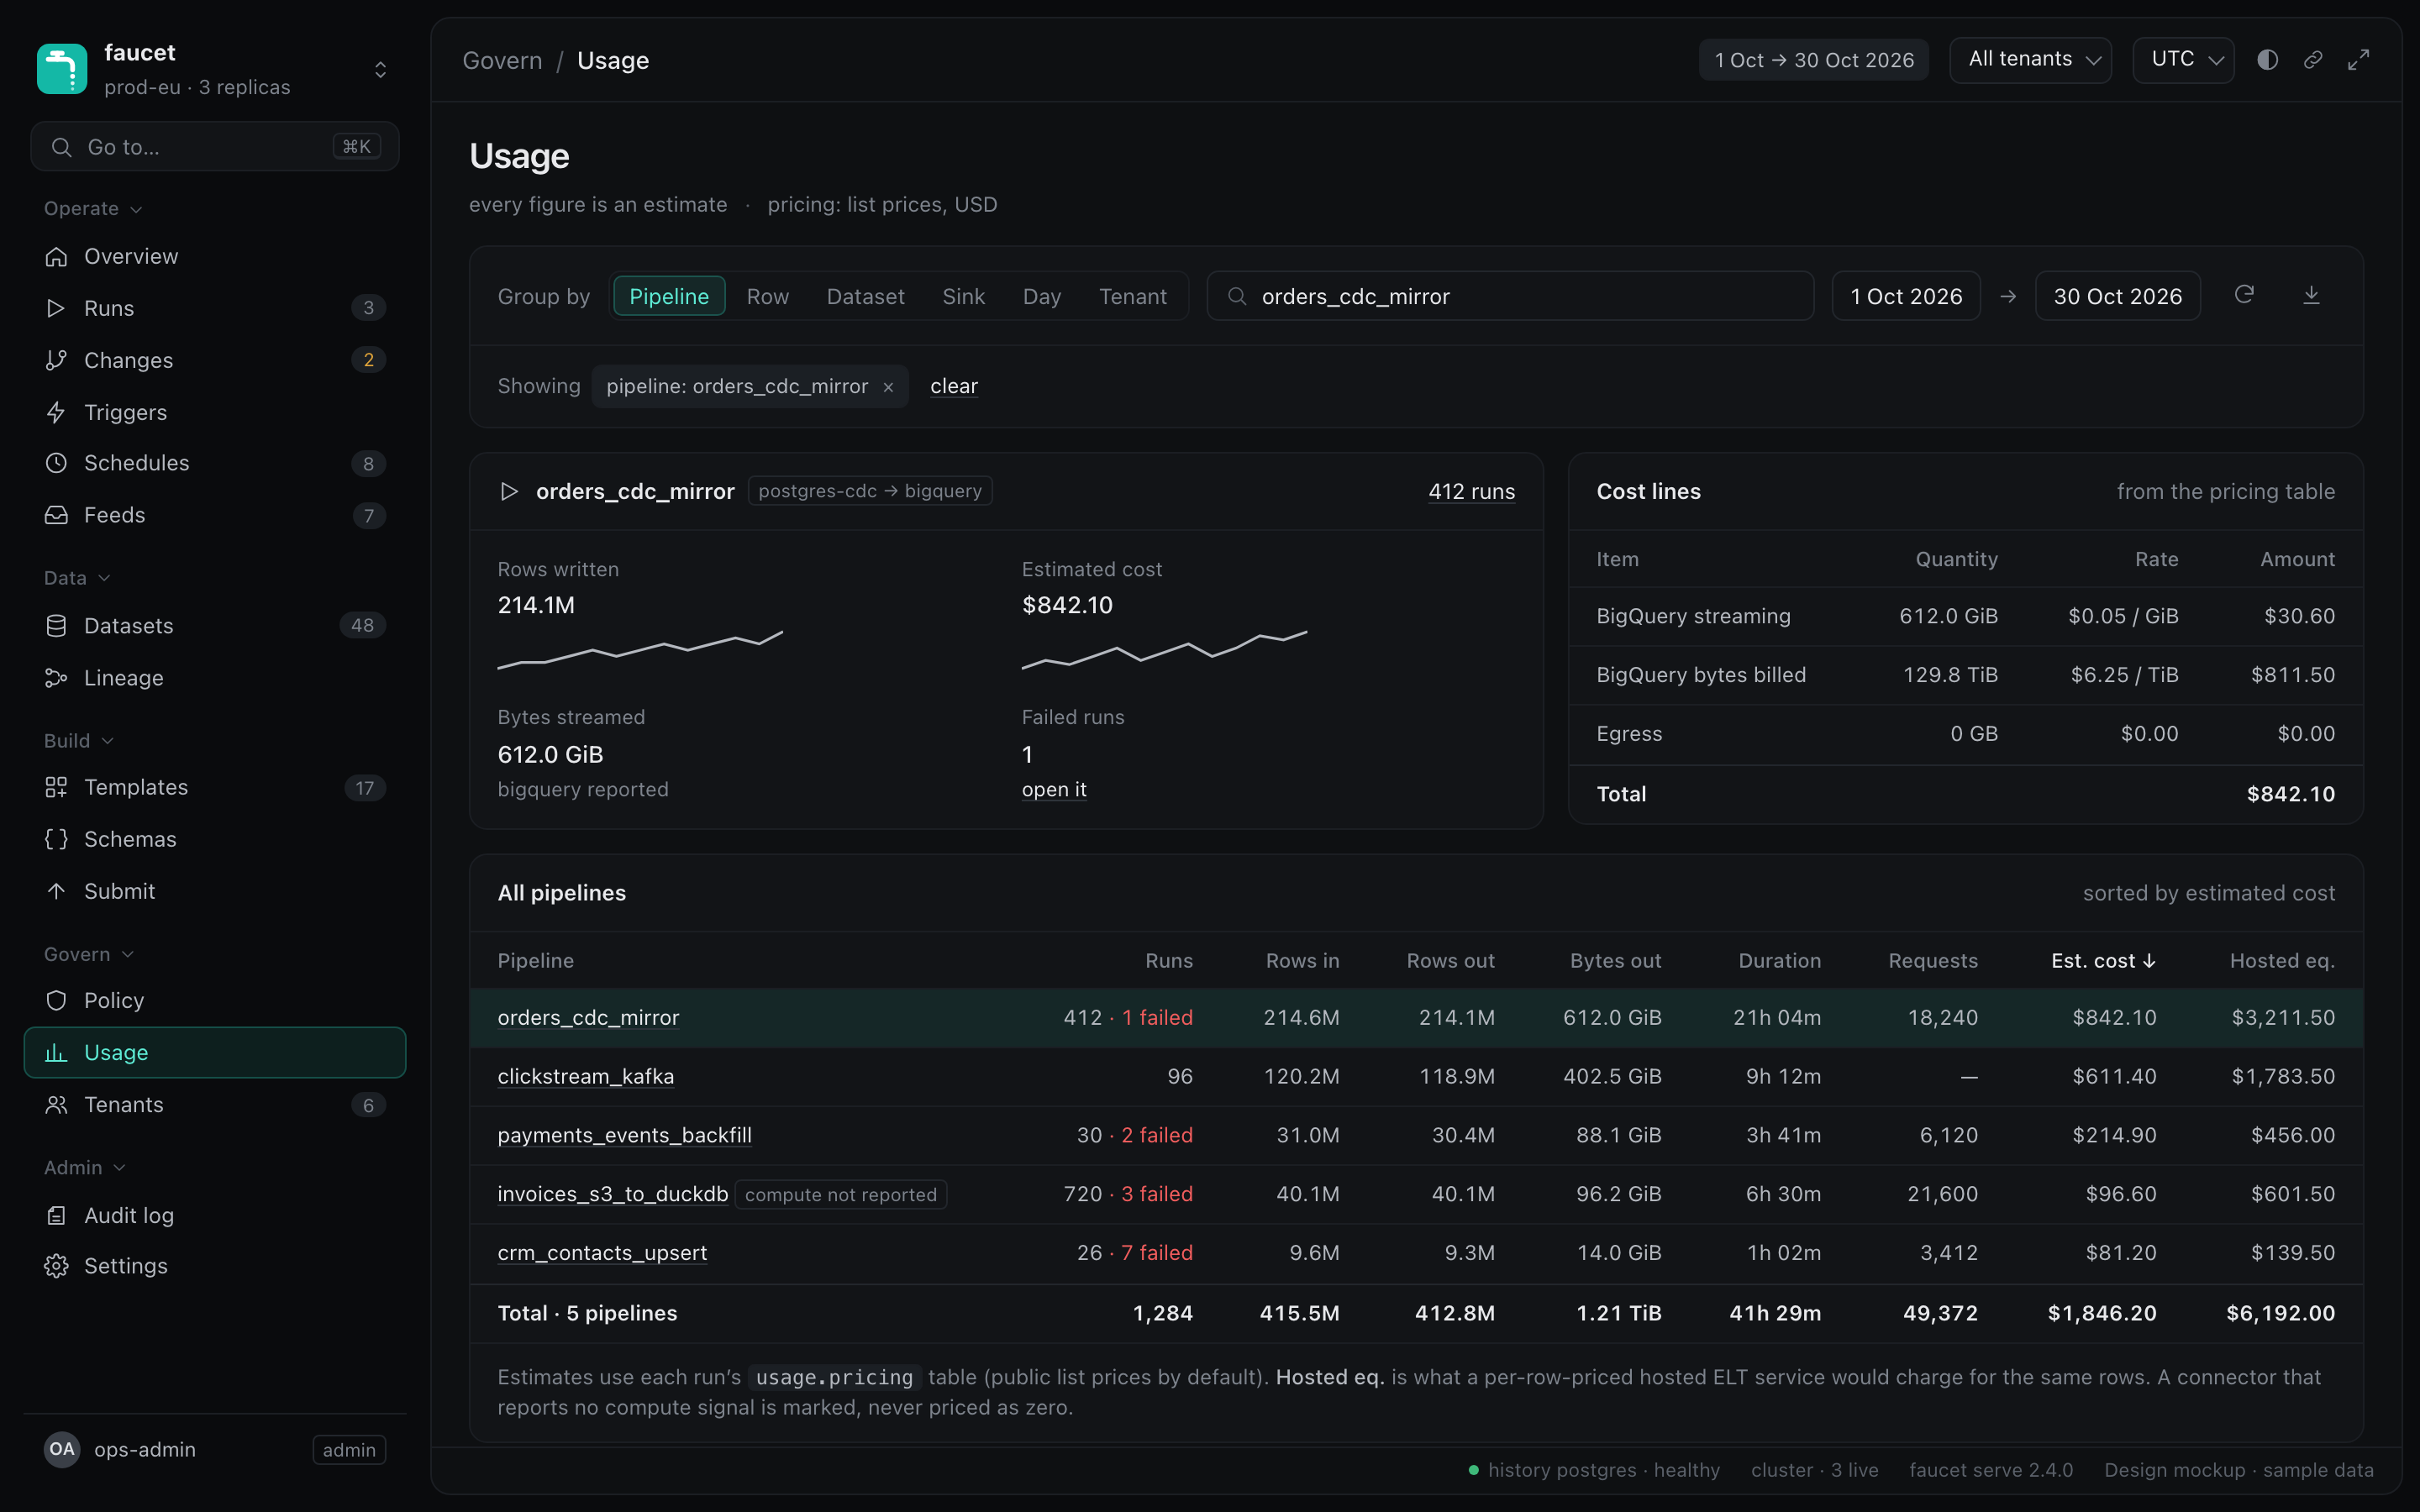 faucet
prod-eu · 3 replicas
Go to...
⌘K
Operate
Overview
Runs 3
Changes 2
Triggers
Schedules 8
Feeds 7
Data
Datasets 48
Lineage
Build
Templates 17
Schemas
Submit
Govern
Policy
Usage
Tenants 6
Admin
Audit log
Settings
OA ops-admin admin
Govern / Usage
1 Oct → 30 Oct 2026
All tenants
UTC
Usage
every figure is an estimate · pricing: list prices, USD
Group by Pipeline Row Dataset Sink Day Tenant
orders_cdc_mirror
1 Oct 2026 → 30 Oct 2026
Showing pipeline: orders_cdc_mirror × clear
orders_cdc_mirror postgres-cdc → bigquery 412 runs
Rows written
214.1M
Estimated cost
$842.10
Bytes streamed
612.0 GiB
bigquery reported
Failed runs
1
open it
Cost lines from the pricing table
Item Quantity Rate Amount
BigQuery streaming 612.0 GiB $0.05 / GiB $30.60
BigQuery bytes billed 129.8 TiB $6.25 / TiB $811.50
Egress 0 GB $0.00 $0.00
Total $842.10
All pipelines sorted by estimated cost
Pipeline Runs Rows in Rows out Bytes out Duration Requests Est. cost ↓ Hosted eq.
orders_cdc_mirror 412 · 1 failed 214.6M 214.1M 612.0 GiB 21h 04m 18,240 $842.10 $3,211.50
clickstream_kafka 96 120.2M 118.9M 402.5 GiB 9h 12m — $611.40 $1,783.50
payments_events_backfill 30 · 2 failed 31.0M 30.4M 88.1 GiB 3h 41m 6,120 $214.90 $456.00
invoices_s3_to_duckdb compute not reported 720 · 3 failed 40.1M 40.1M 96.2 GiB 6h 30m 21,600 $96.60 $601.50
crm_contacts_upsert 26 · 7 failed 9.6M 9.3M 14.0 GiB 1h 02m 3,412 $81.20 $139.50
Total · 5 pipelines 1,284 415.5M 412.8M 1.21 TiB 41h 29m 49,372 $1,846.20 $6,192.00
Estimates use each run’s usage.pricing table (public list prices by default). Hosted eq. is what a per-row-priced hosted ELT service would charge for the same rows. A connector that
reports no compute signal is marked, never priced as zero.
history postgres · healthy cluster · 3 live faucet serve 2.4.0 Design mockup · sample data